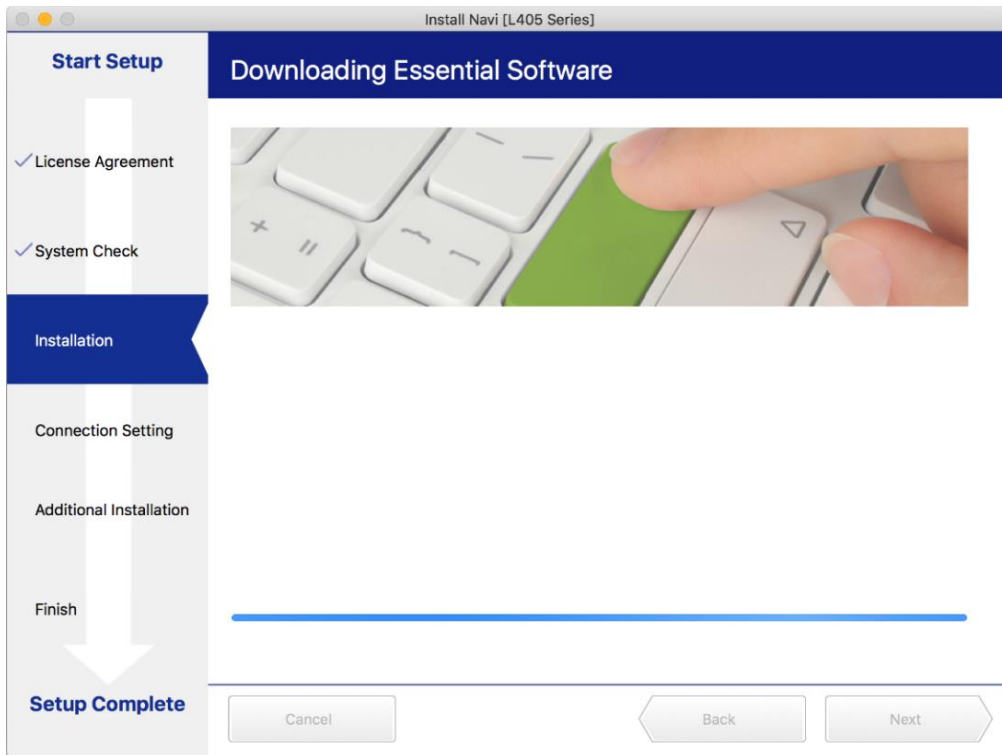 Install Navi [L405 Series]
Start Setup
License Agreement
System Check
Installation
Connection Setting
Additional Installation
Finish
Setup Complete
Downloading Essential Software
+
=
{
[
Cancel
Back
Next